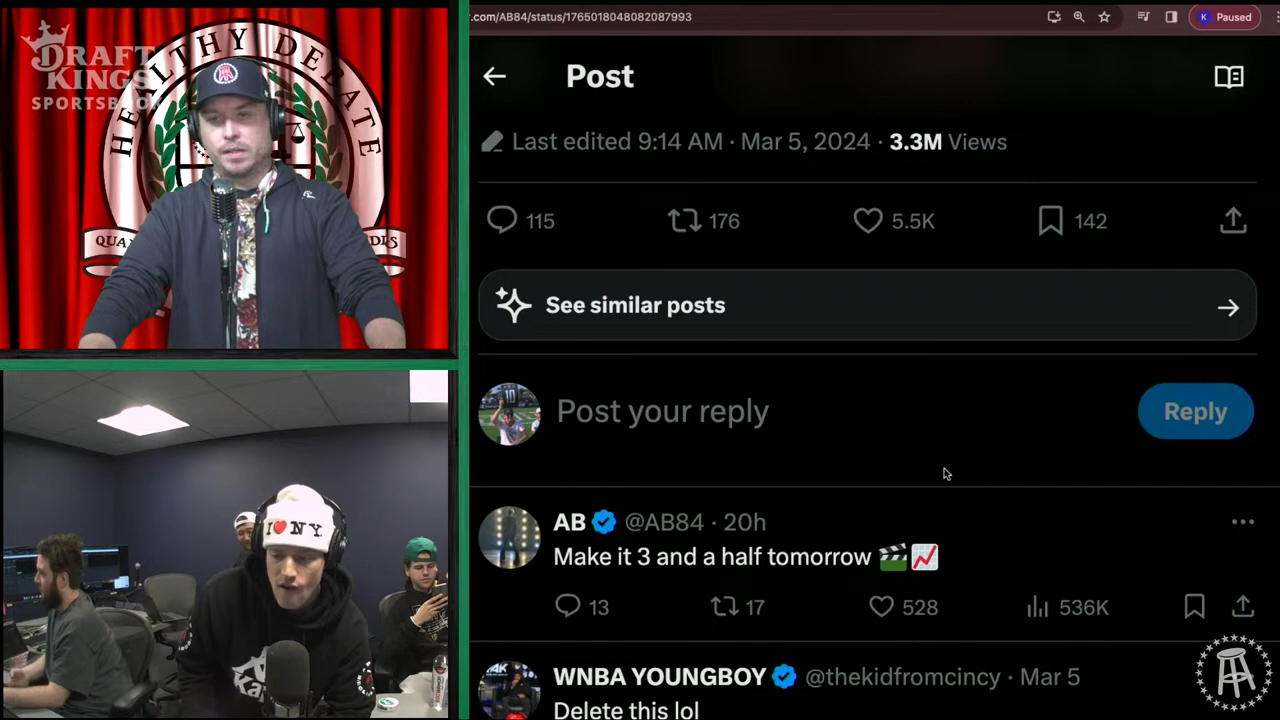 DRAFT
KINGS
SPORTSBOOK
HEALTHY DEBATE
I ❤ NY
.com/AB84/status/1765018048082087993
K Paused
Post
Last edited 9:14 AM · Mar 5, 2024 · 3.3M Views
115 176 5.5K 142
See similar posts
Post your reply
Reply
AB @AB84 · 20h
Make it 3 and a half tomorrow 🎬📈
13 17 528 536K
WNBA YOUNGBOY @thekidfromcincy · Mar 5
Delete this lol